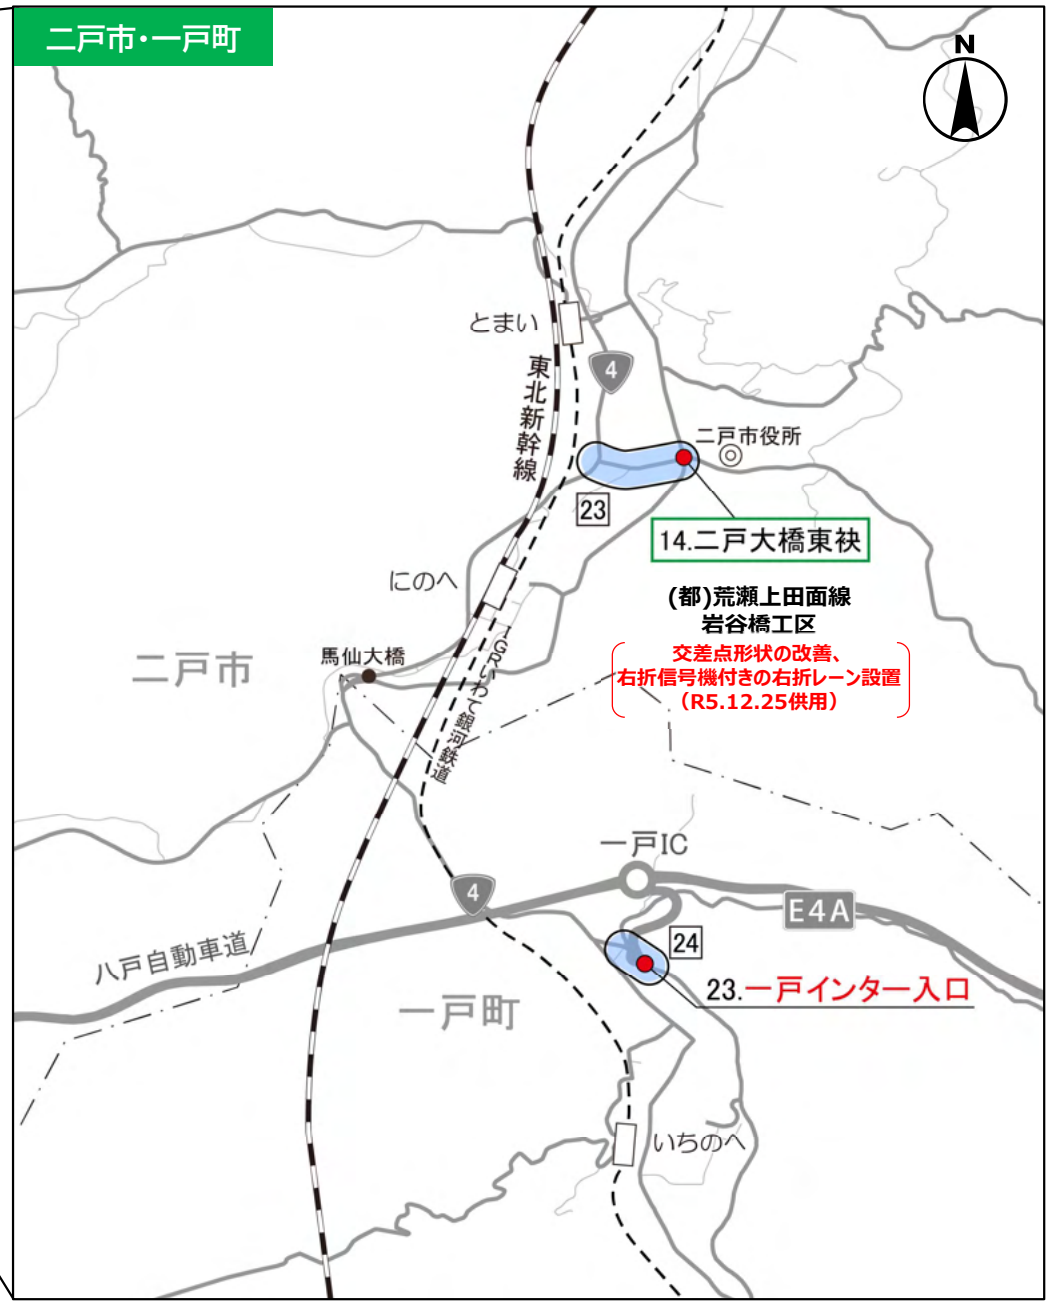 二戸市・一戸町
N
とまい
4
東北新幹線
二戸市役所
23
14.二戸大橋東袂
にのへ
(都)荒瀬上田面線
岩谷橋工区
交差点形状の改善、
右折信号機付きの右折レーン設置
（R5.12.25供用）
二戸市
馬仙大橋
IGRいわて銀河鉄道
一戸IC
4
E4A
八戸自動車道
24
23.一戸インター入口
一戸町
いちのへ